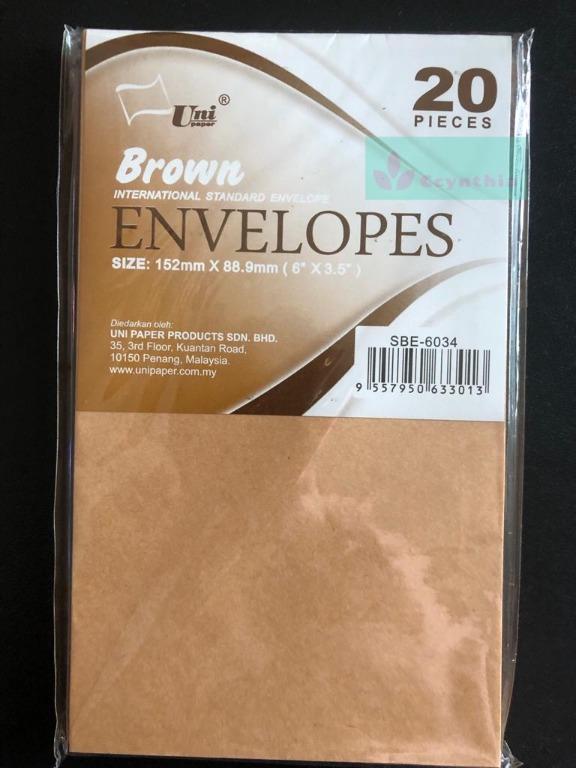 Uni ®
paper
20
PIECES
Ecynthia
Brown
INTERNATIONAL STANDARD ENVELOPE
ENVELOPES
SIZE: 152mm X 88.9mm ( 6" X 3.5" )
Diedarkan oleh:
UNI PAPER PRODUCTS SDN. BHD.
35, 3rd Floor, Kuantan Road,
10150 Penang, Malaysia.
www.unipaper.com.my
SBE-6034
9 557950 633013